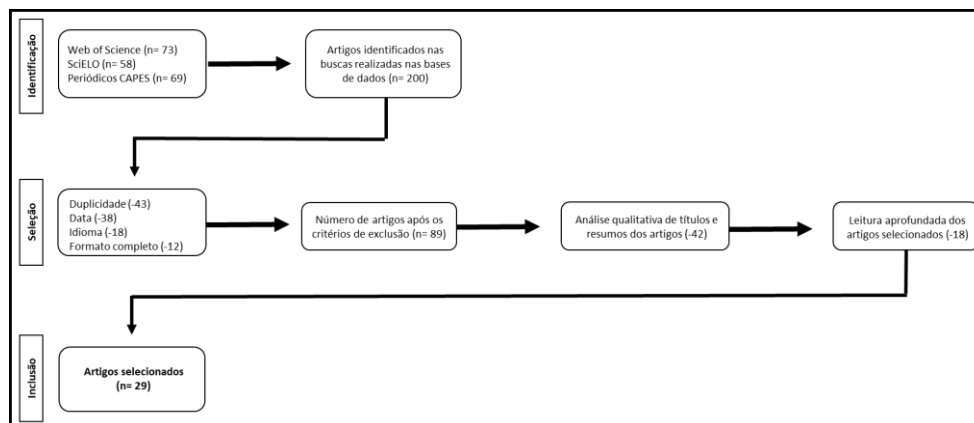 Identificação
Web of Science (n= 73)
SciELO (n= 58)
Periódicos CAPES (n= 69)
Artigos identificados nas
buscas realizadas nas bases
de dados (n= 200)
Seleção
Duplicidade (-43)
Data (-38)
Idioma (-18)
Formato completo (-12)
Número de artigos após os
critérios de exclusão (n= 89)
Análise qualitativa de títulos e
resumos dos artigos (-42)
Leitura aprofundada dos
artigos selecionados (-18)
Inclusão
Artigos selecionados
(n= 29)